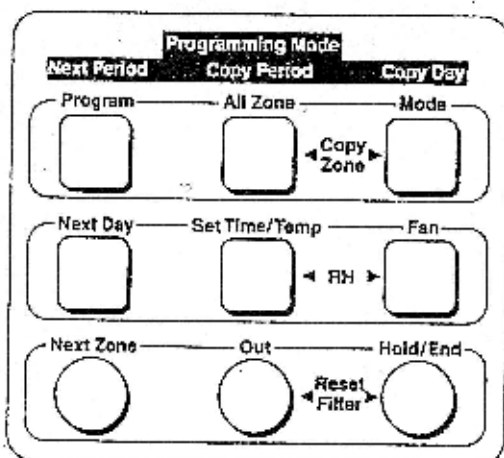 Programming Mode
Next Period Copy Period Copy Day
Program All Zone Mode
◄Copy►
Zone
Next Day Set Time/Temp Fan
◄ RH ►
Next Zone Out Hold/End
◄Reset►
Filter